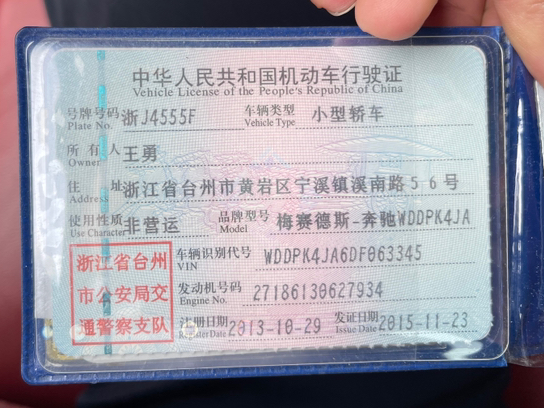 中华人民共和国机动车行驶证
Vehicle License of the People's Republic of China
号牌号码 浙J4555F 车辆类型 小型轿车
Plate No. Vehicle Type
所有人 王勇
Owner
住址 浙江省台州市黄岩区宁溪镇溪南路56号
Address
使用性质 非营运 品牌型号 梅赛德斯-奔驰WDDPK4JA
Use Character Model
浙江省台州
市公安局交
通警察支队
车辆识别代号 WDDPK4JA6DF063345
VIN
发动机号码 27186130627934
Engine No.
注册日期 2013-10-29 发证日期 2015-11-23
Register Date Issue Date